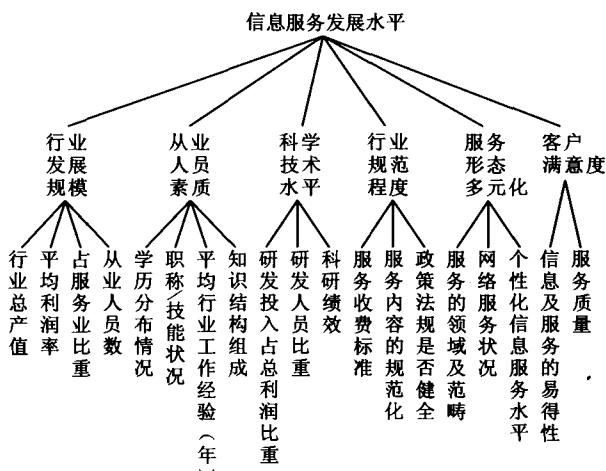 信息服务发展水平
行业
发展
规模
从业
人员
素质
科学
技术
水平
行业
规范
程度
服务
形态
多元化
客户
满意度
行业总产值
平均利润率
占服务业比重
从业人员数
学历分布情况
职称/技能状况
平均行业工作经验（年
知识结构组成
研发投入占总利润比重
研发人员比重
科研绩效
服务收费标准
服务内容的规范化
政策法规是否健全
服务的领域及范畴
网络服务状况
个性化信息服务水平
信息及服务的易得性
服务质量